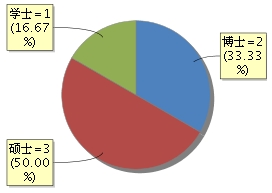 学士=1
(16.67
%)
博士=2
(33.33
%)
硕士=3
(50.00
%)